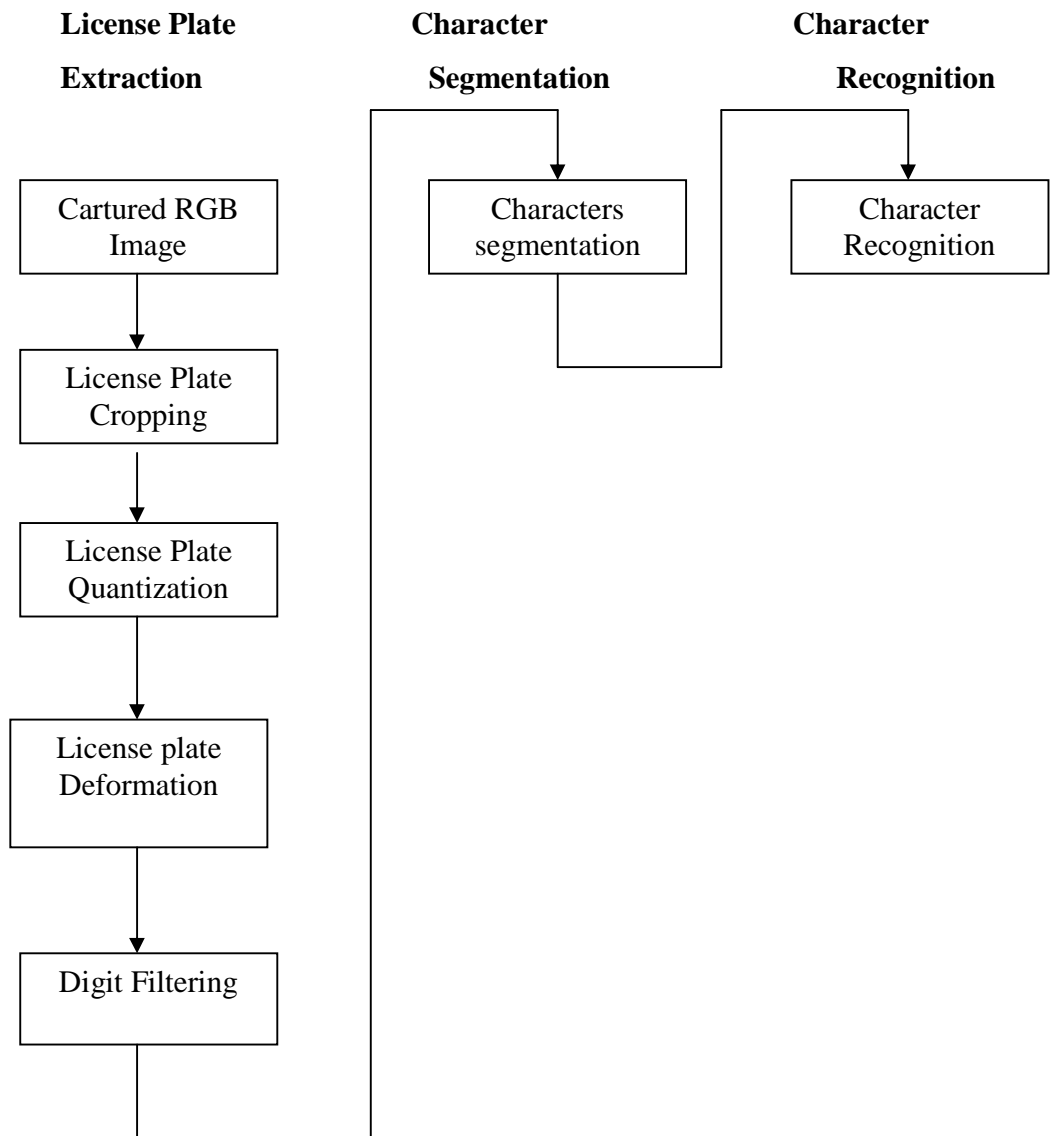 License Plate
Extraction
Character
Segmentation
Character
Recognition
Cartured RGB
Image
License Plate
Cropping
License Plate
Quantization
License plate
Deformation
Digit Filtering
Characters
segmentation
Character
Recognition